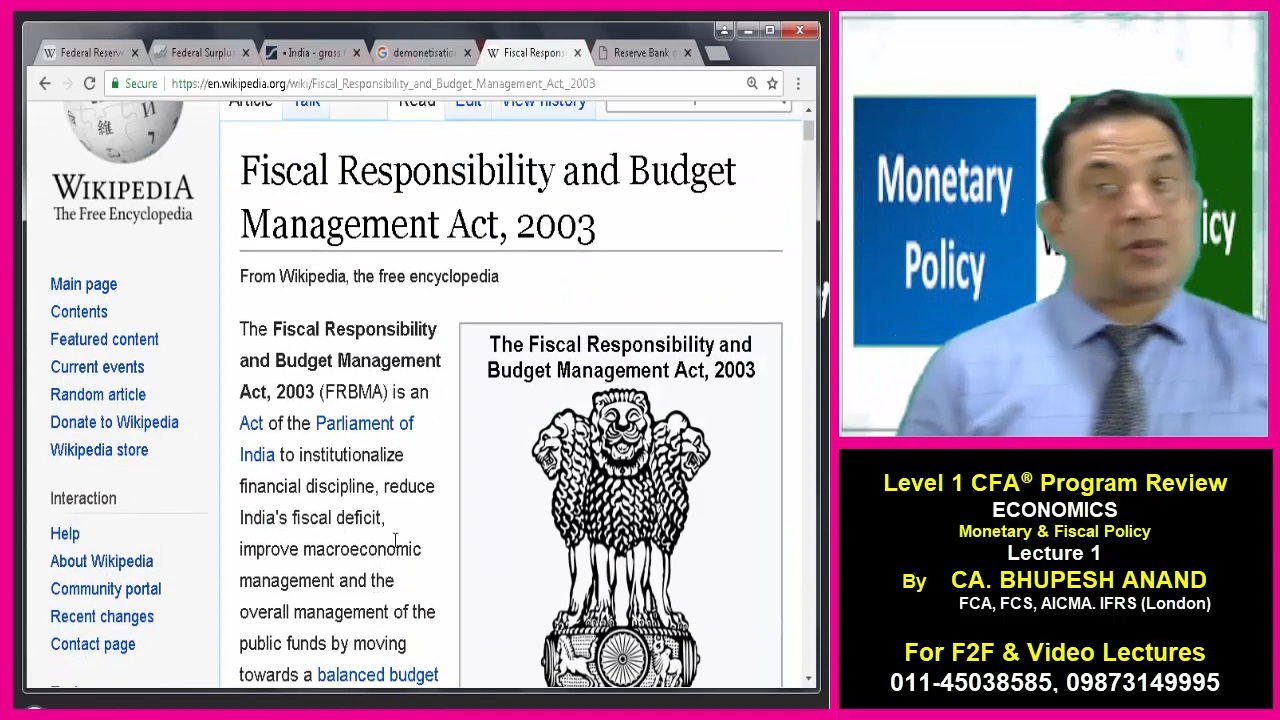 Federal Reser
Federal Surplus
India - gross f
demonetisation
Fiscal Respons
Reserve Bank o
Secure
https://en.wikipedia.org/wiki/Fiscal_Responsibility_and_Budget_Management_Act,_2003
Article
Talk
Read
Edit
View history
WIKIPEDIA
The Free Encyclopedia
Main page
Contents
Featured content
Current events
Random article
Donate to Wikipedia
Wikipedia store
Interaction
Help
About Wikipedia
Community portal
Recent changes
Contact page
Fiscal Responsibility and Budget
Management Act, 2003
From Wikipedia, the free encyclopedia
The Fiscal Responsibility
and Budget Management
Act, 2003 (FRBMA) is an
Act of the Parliament of
India to institutionalize
financial discipline, reduce
India's fiscal deficit,
improve macroeconomic
management and the
overall management of the
public funds by moving
towards a balanced budget
The Fiscal Responsibility and
Budget Management Act, 2003
Monetary
Policy
icy
Level 1 CFA® Program Review
ECONOMICS
Monetary & Fiscal Policy
Lecture 1
By CA. BHUPESH ANAND
FCA, FCS, AICMA. IFRS (London)
For F2F & Video Lectures
011-45038585, 09873149995